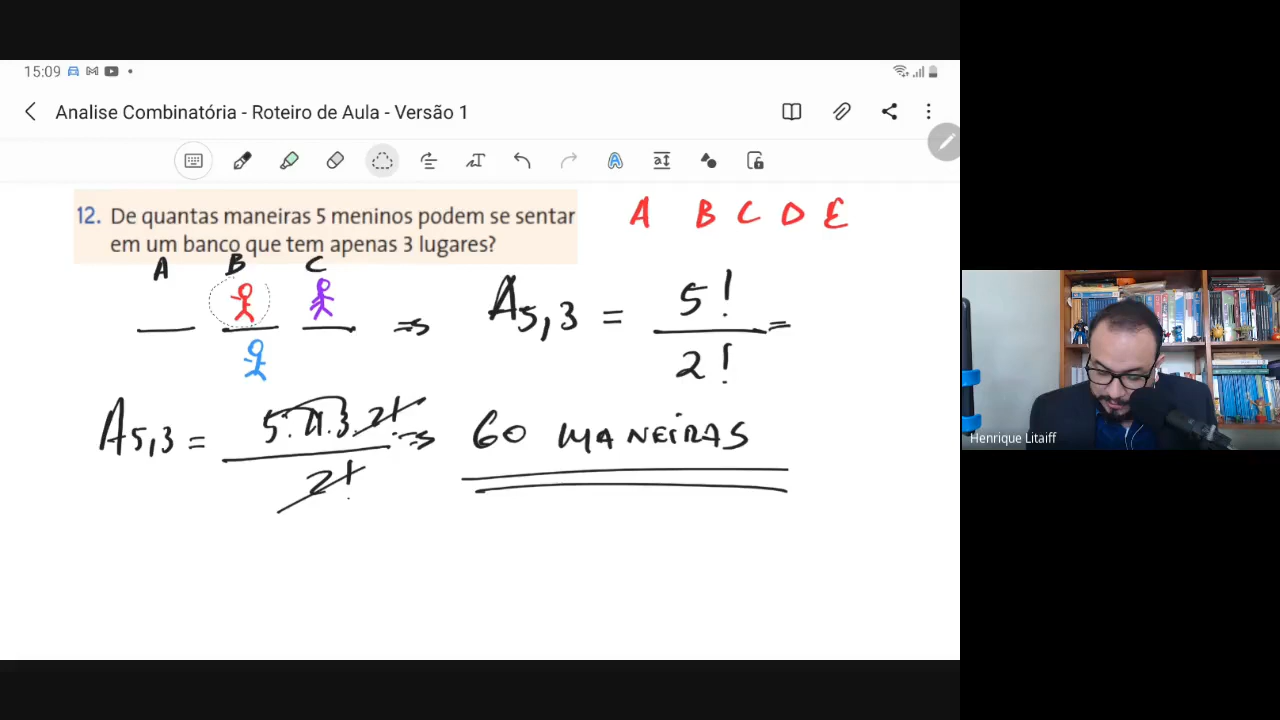 15:09
Analise Combinatória - Roteiro de Aula - Versão 1
12. De quantas maneiras 5 meninos podem se sentar
em um banco que tem apenas 3 lugares?
A B C D E
A B C
A5,3 = 5! / 2! =
A5,3 = 5.4.3.2! / 2! => 60 MANEIRAS
Henrique Litaiff